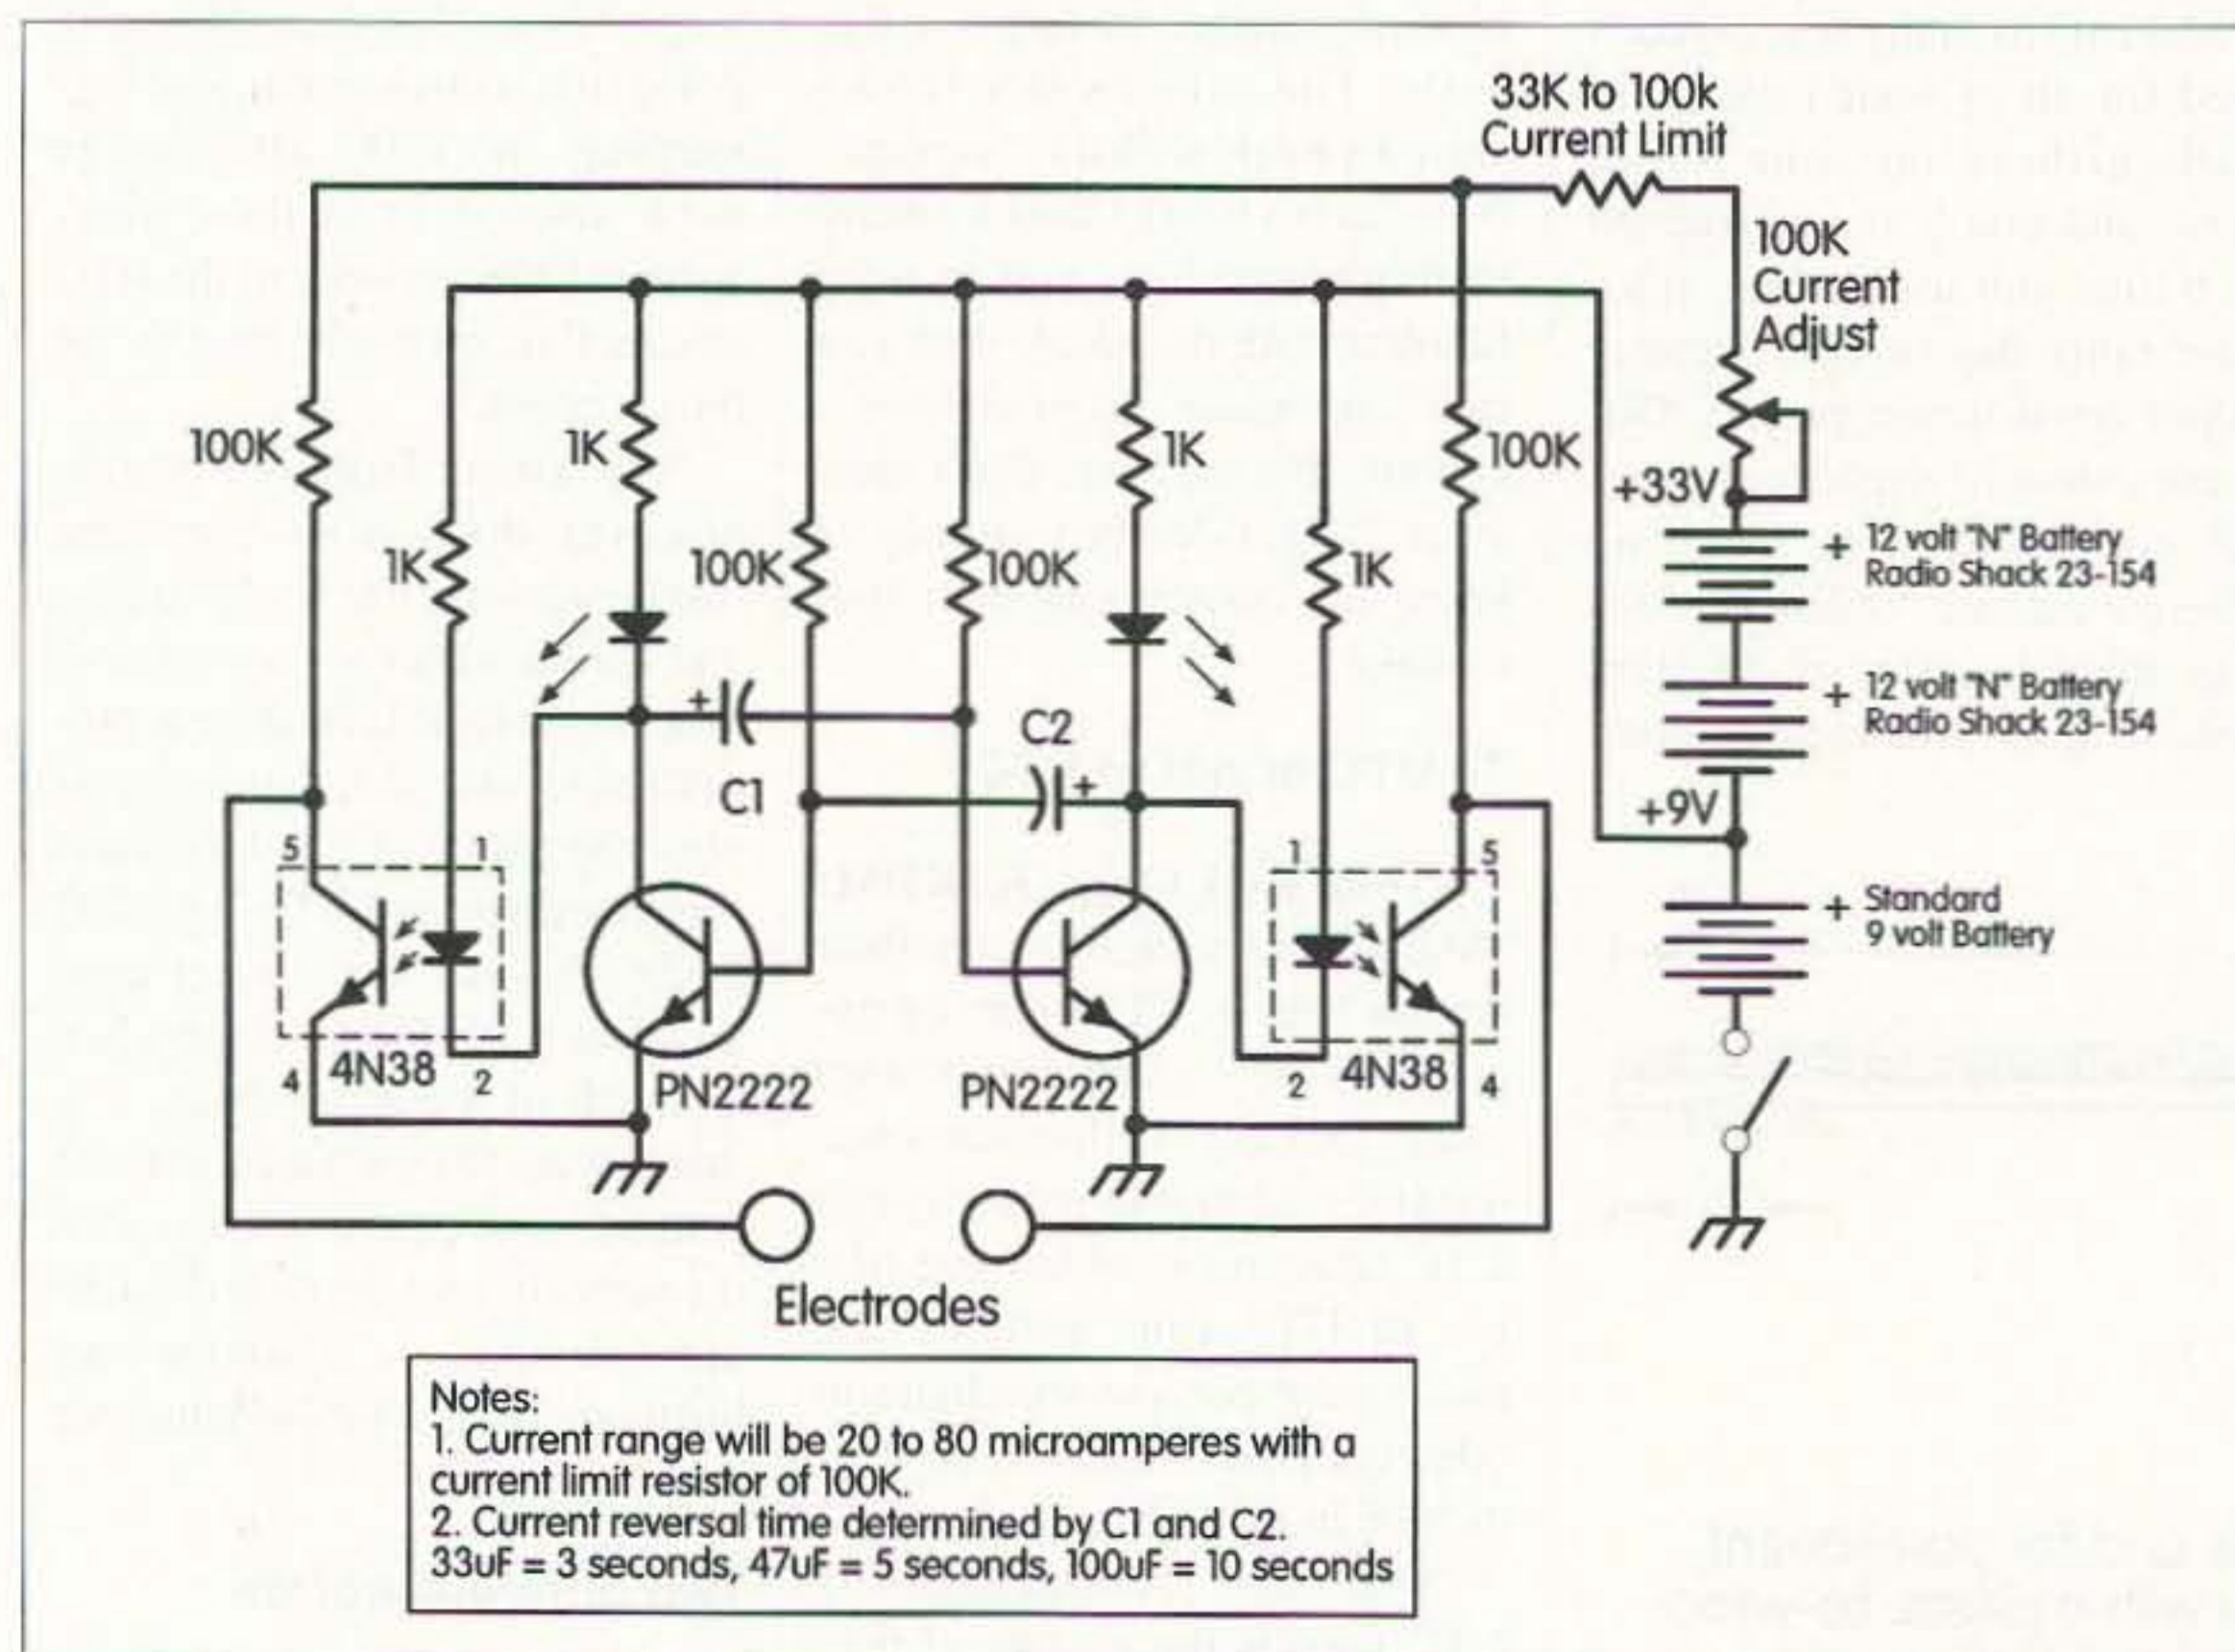 33K to 100k
Current Limit
100K
Current
Adjust
100K
1K
1K
100K
100K
1K
1K
100K
+33V
+ 12 volt "N" Battery
Radio Shack 23-154
+ 12 volt "N" Battery
Radio Shack 23-154
+
C1
C2
+
+9V
+ Standard
9 volt Battery
5
1
4
4N38
2
PN2222
PN2222
1
5
2
4N38
4
Electrodes
Notes:
1. Current range will be 20 to 80 microamperes with a
current limit resistor of 100K.
2. Current reversal time determined by C1 and C2.
33uF = 3 seconds, 47uF = 5 seconds, 100uF = 10 seconds